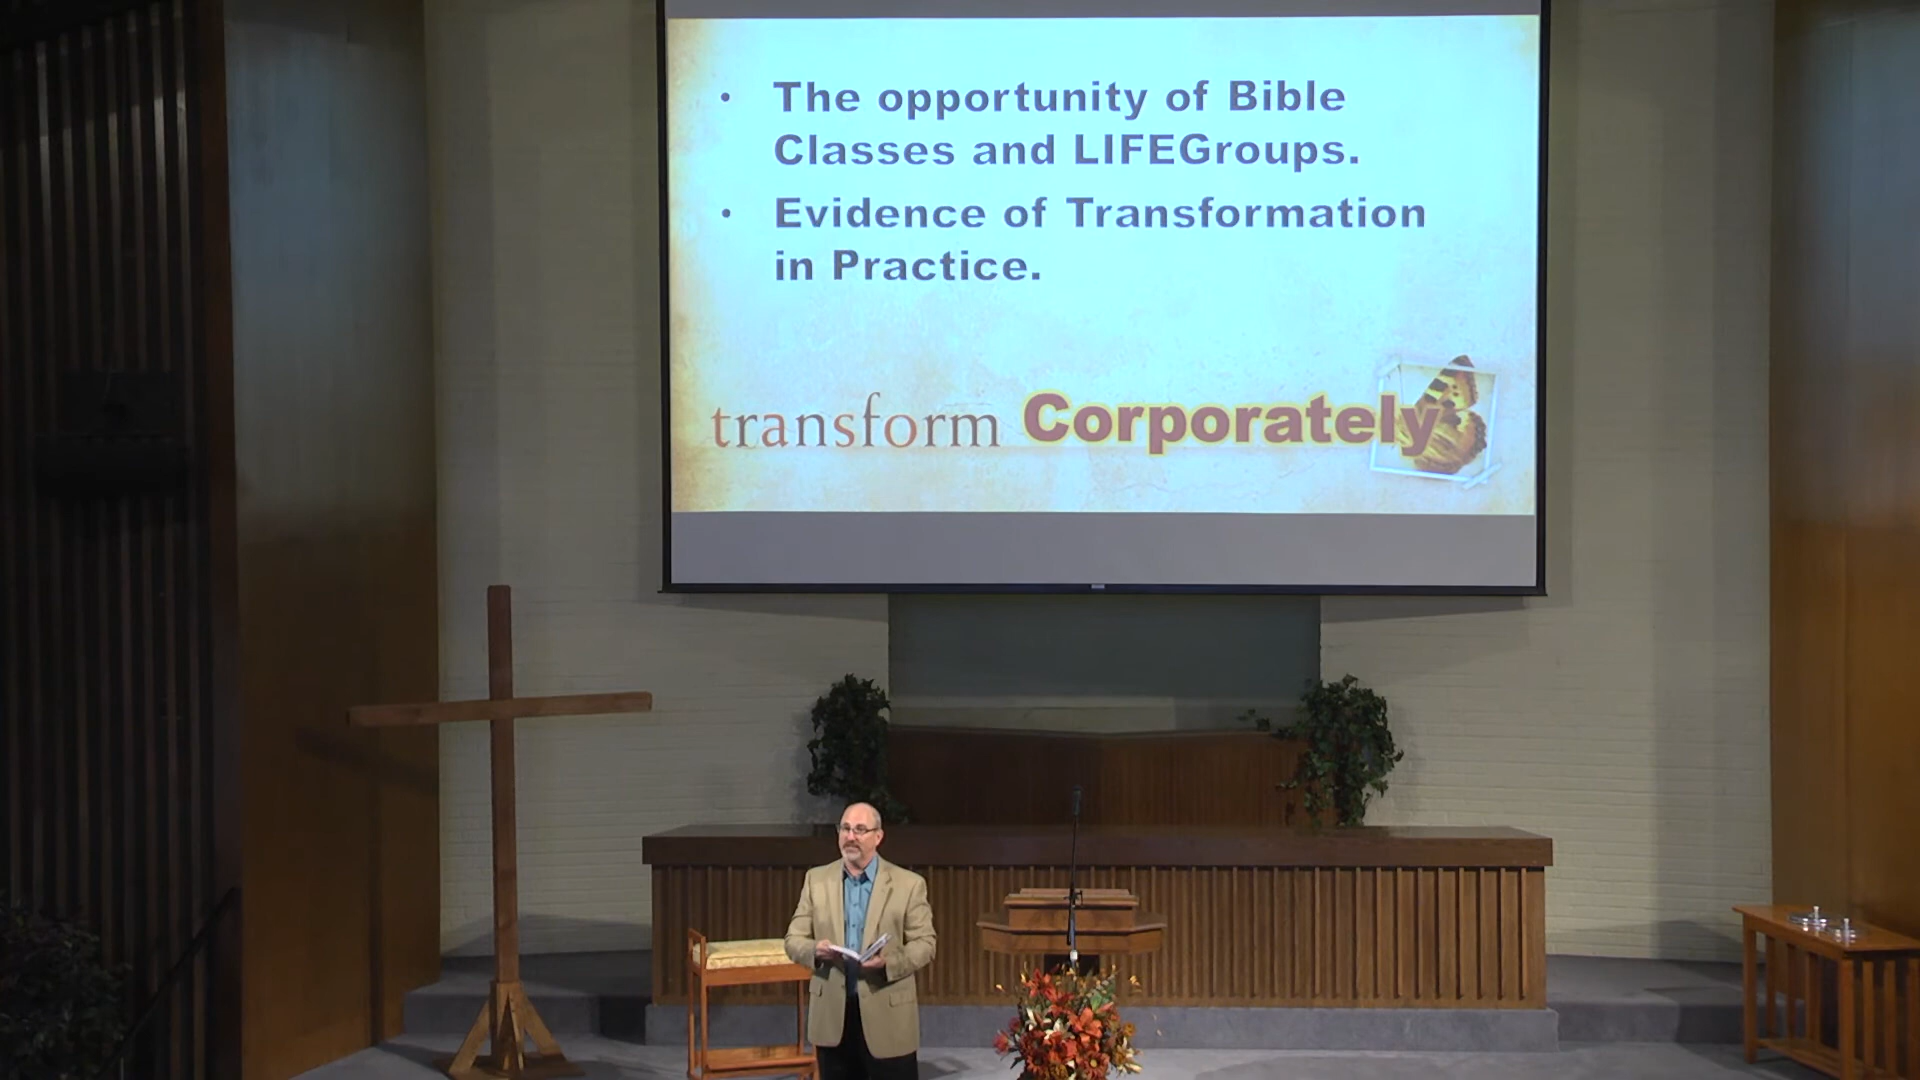 • The opportunity of Bible
Classes and LIFEGroups.
• Evidence of Transformation
in Practice.
transform Corporately